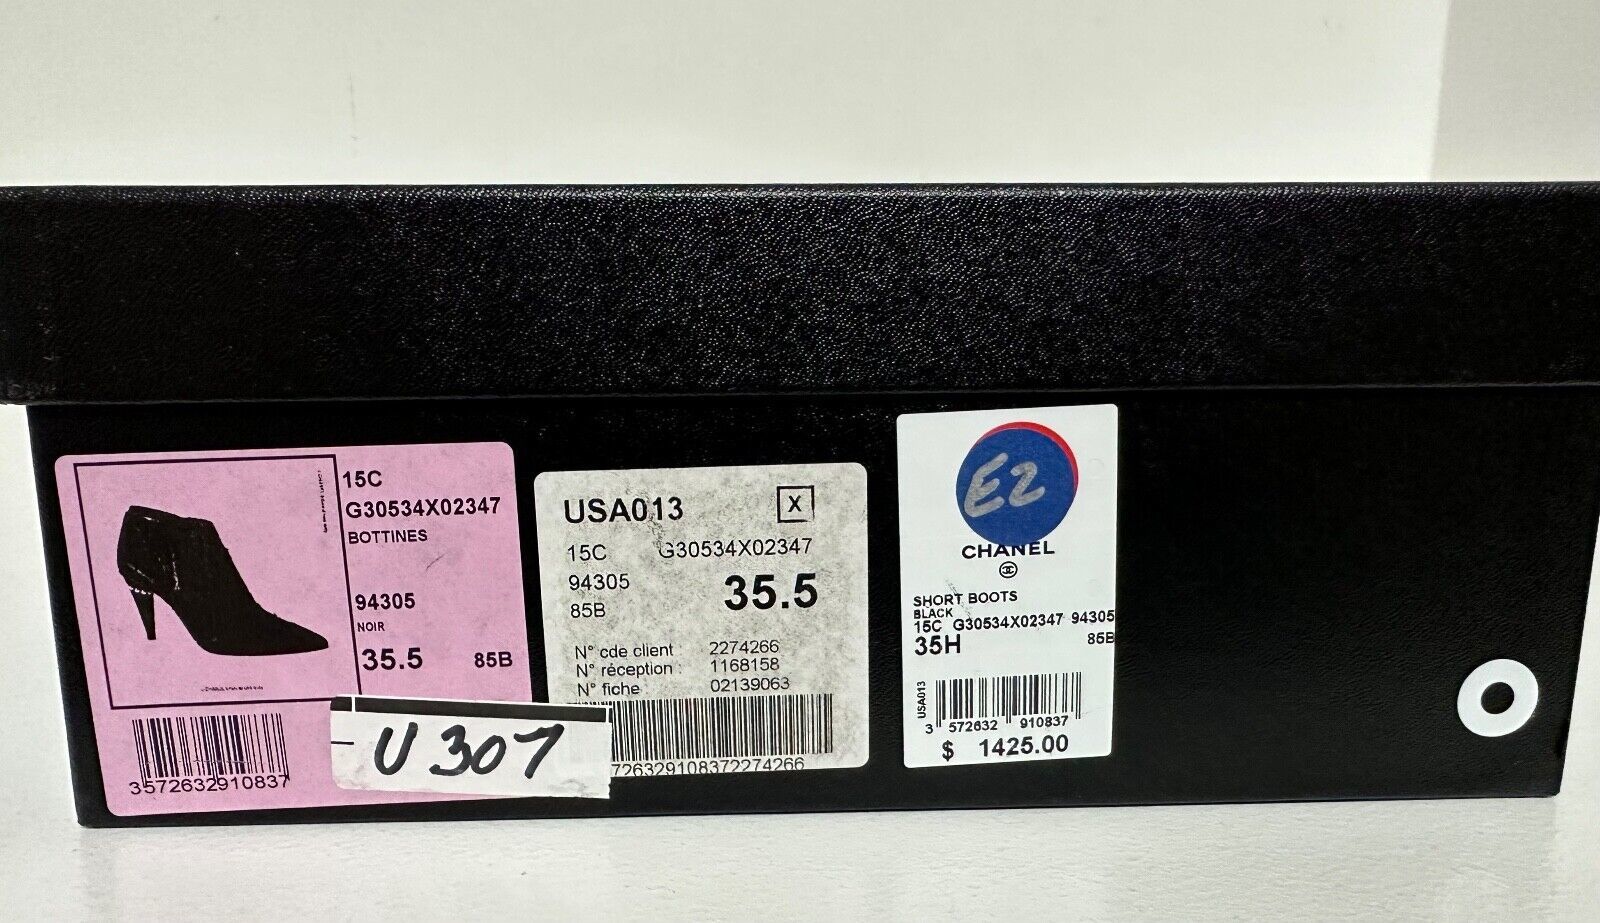 15C
G30534X02347
BOTTINES
94305
NOIR
35.5 85B
3572632910837
U 307
USA013 X
15C G30534X02347
94305
35.5
85B
N° cde client 2274266
N° réception : 1168158
N° fiche 02139063
726329108372274266
E2
CHANEL
SHORT BOOTS
BLACK
15C G30534X02347 94305
35H 85B
USA013
3 572632 910837
$ 1425.00